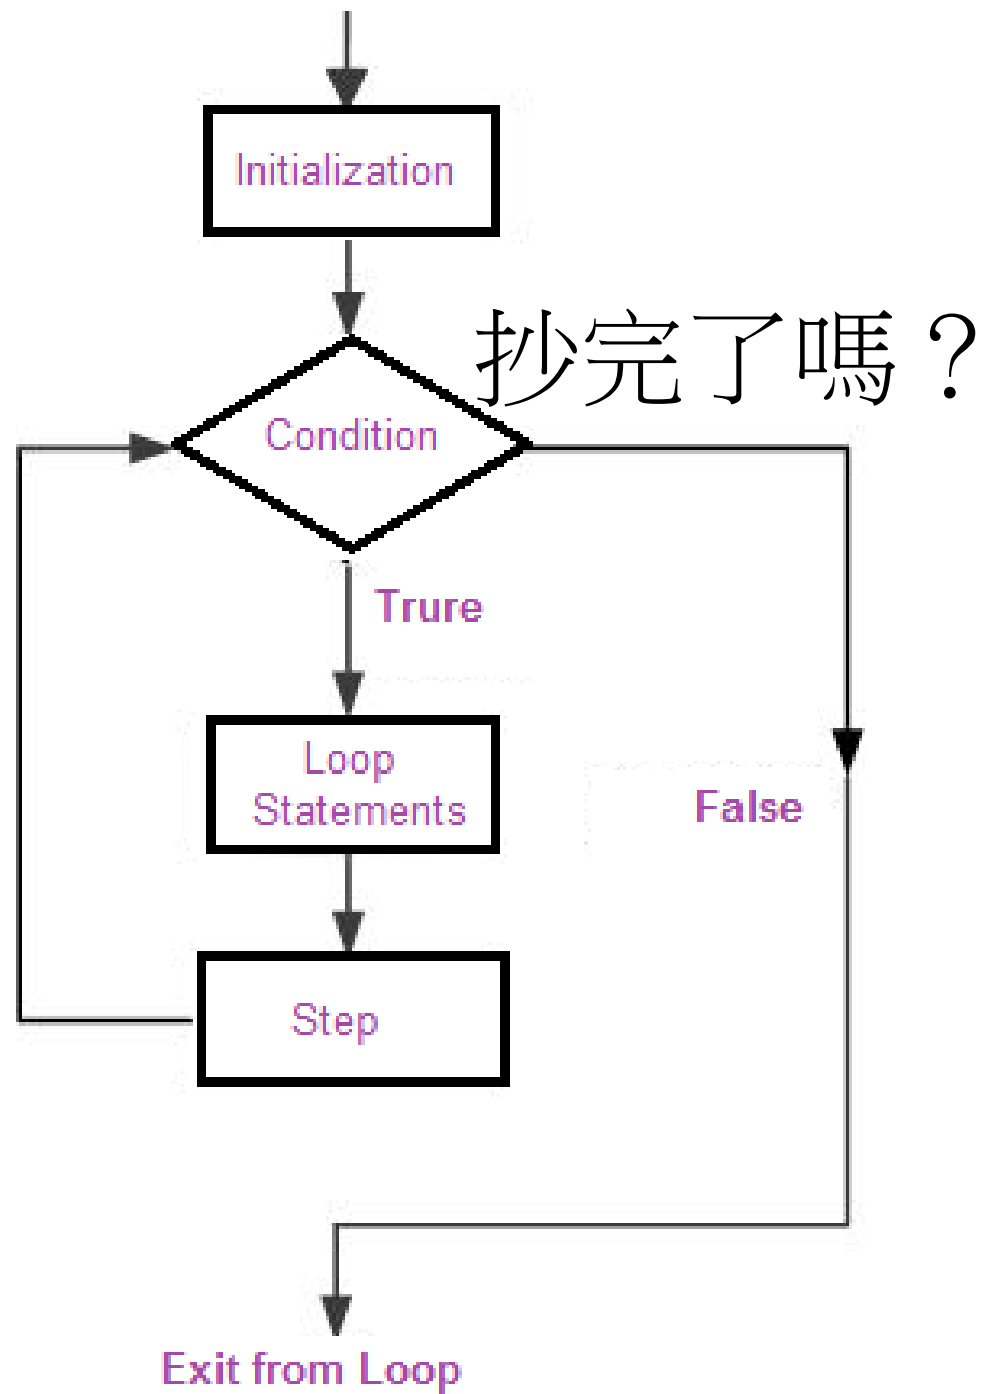 Initialization
抄完了嗎？
Condition
Trure
Loop
Statements
False
Step
Exit from Loop